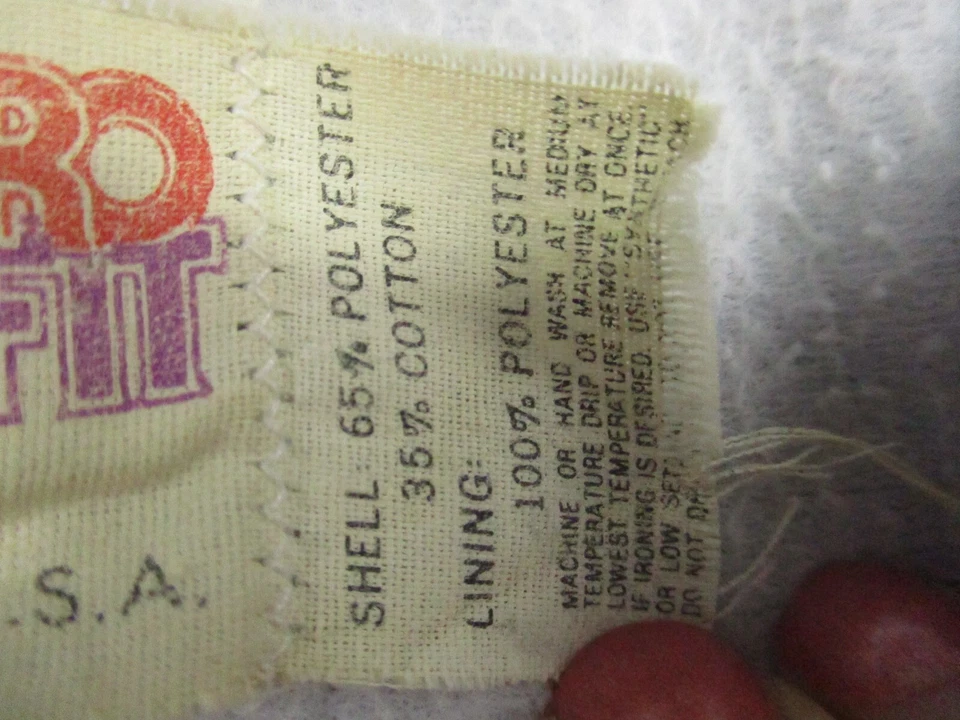 RO
FIT
.S.A.
SHELL: 65% POLYESTER
35% COTTON
LINING:
100% POLYESTER
MACHINE OR HAND WASH AT MEDIUM
TEMPERATURE DRIP OR MACHINE DRY AT
LOWEST TEMPERATURE REMOVE AT ONCE.
IF IRONING IS DESIRED. USE "SYNTHETIC"
OR LOW SET
DO NOT